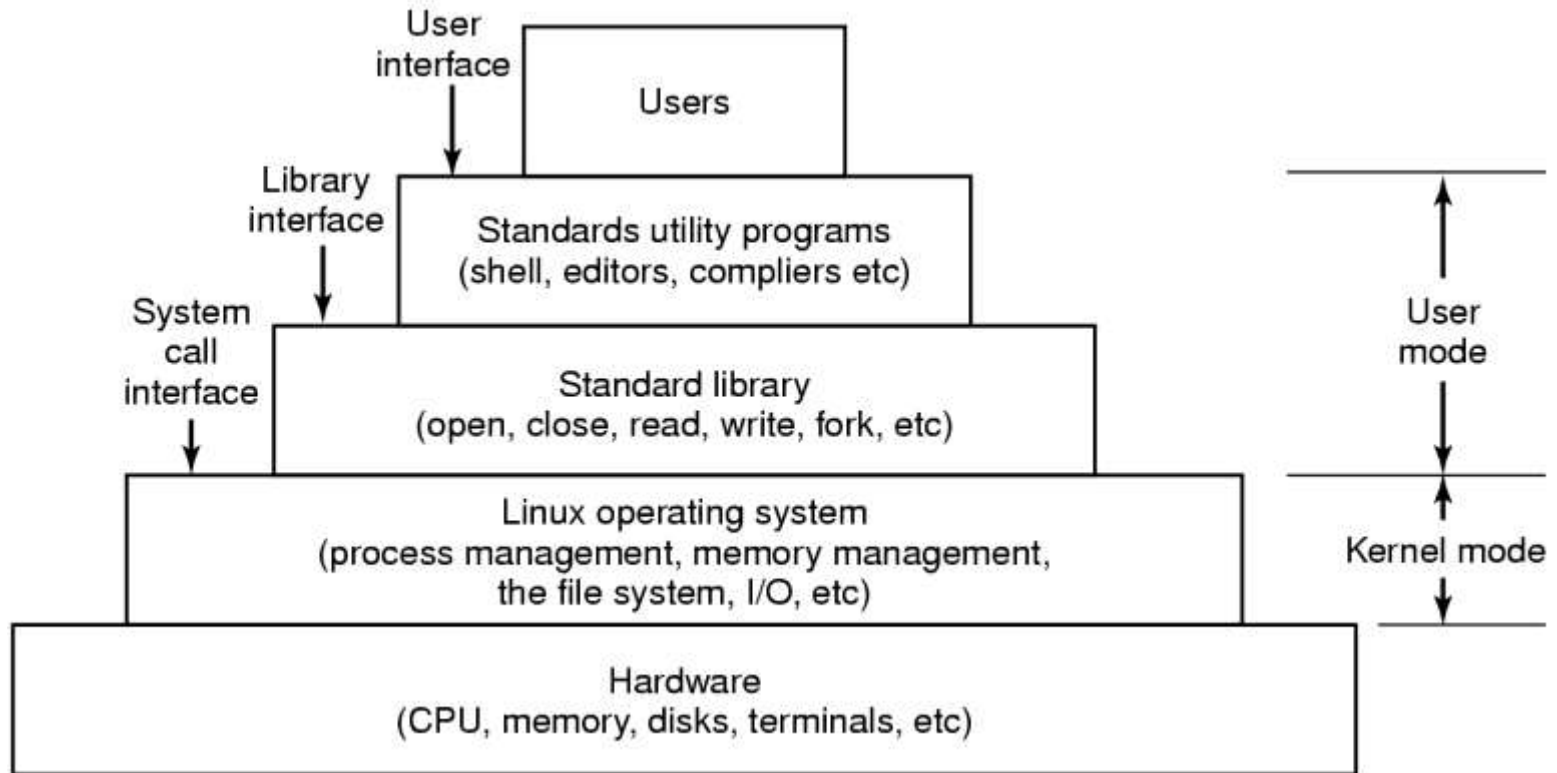 User
interface
Users
Library
interface
Standards utility programs
(shell, editors, compliers etc)
System
call
interface
Standard library
(open, close, read, write, fork, etc)
User
mode
Linux operating system
(process management, memory management,
the file system, I/O, etc)
Kernel mode
Hardware
(CPU, memory, disks, terminals, etc)